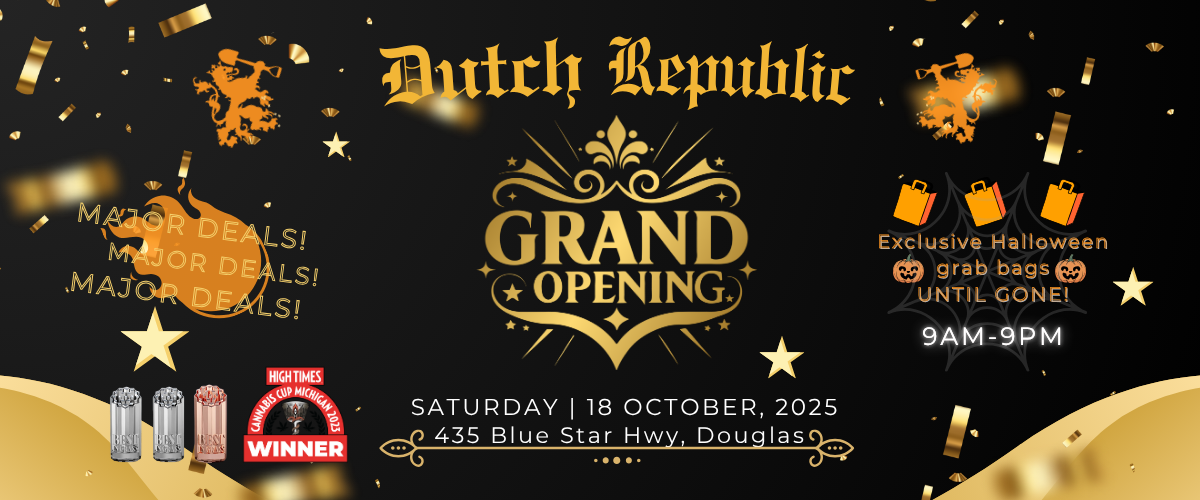 Dutch Republic
GRAND
OPENING
MAJOR DEALS!
MAJOR DEALS!
MAJOR DEALS!
Exclusive Halloween
grab bags
UNTIL GONE!
9AM-9PM
HIGH TIMES
CANNABIS CUP MICHIGAN 2025
WINNER
SATURDAY | 18 OCTOBER, 2025
435 Blue Star Hwy, Douglas